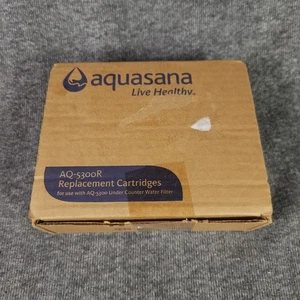 aquasana
Live Healthy.
AQ-5300R
Replacement Cartridges
for use with AQ-5300 Under Counter Water Filter